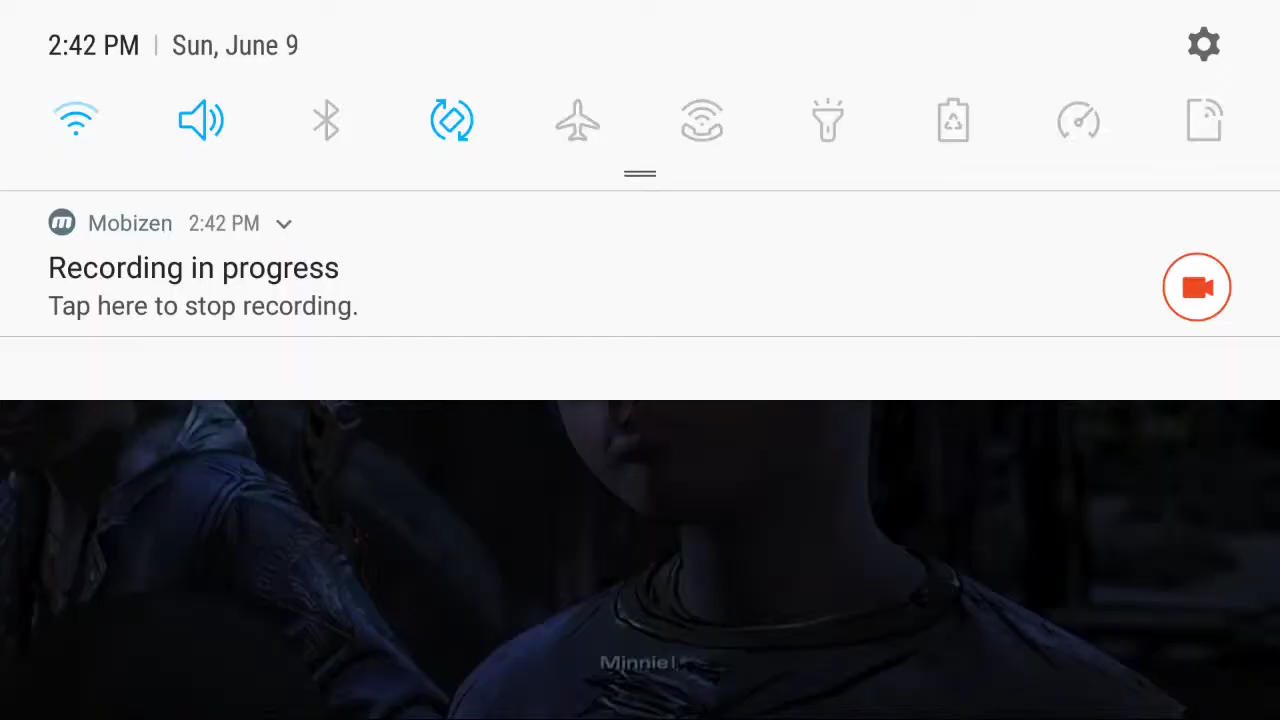 2:42 PM | Sun, June 9
Mobizen 2:42 PM
Recording in progress
Tap here to stop recording.
Minnie!